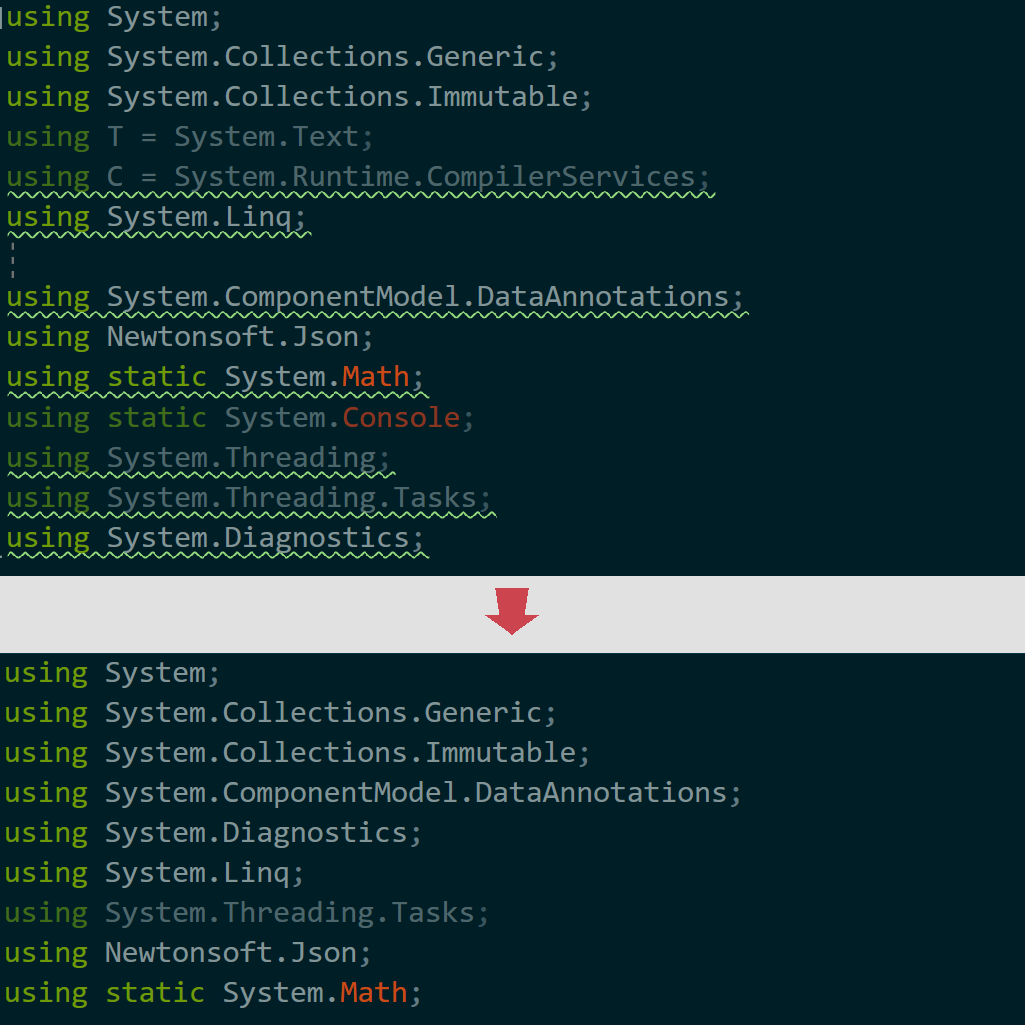 using System;
using System.Collections.Generic;
using System.Collections.Immutable;
using T = System.Text;
using C = System.Runtime.CompilerServices;
using System.Linq;
using System.ComponentModel.DataAnnotations;
using Newtonsoft.Json;
using static System.Math;
using static System.Console;
using System.Threading;
using System.Threading.Tasks;
using System.Diagnostics;
using System;
using System.Collections.Generic;
using System.Collections.Immutable;
using System.ComponentModel.DataAnnotations;
using System.Diagnostics;
using System.Linq;
using System.Threading.Tasks;
using Newtonsoft.Json;
using static System.Math;